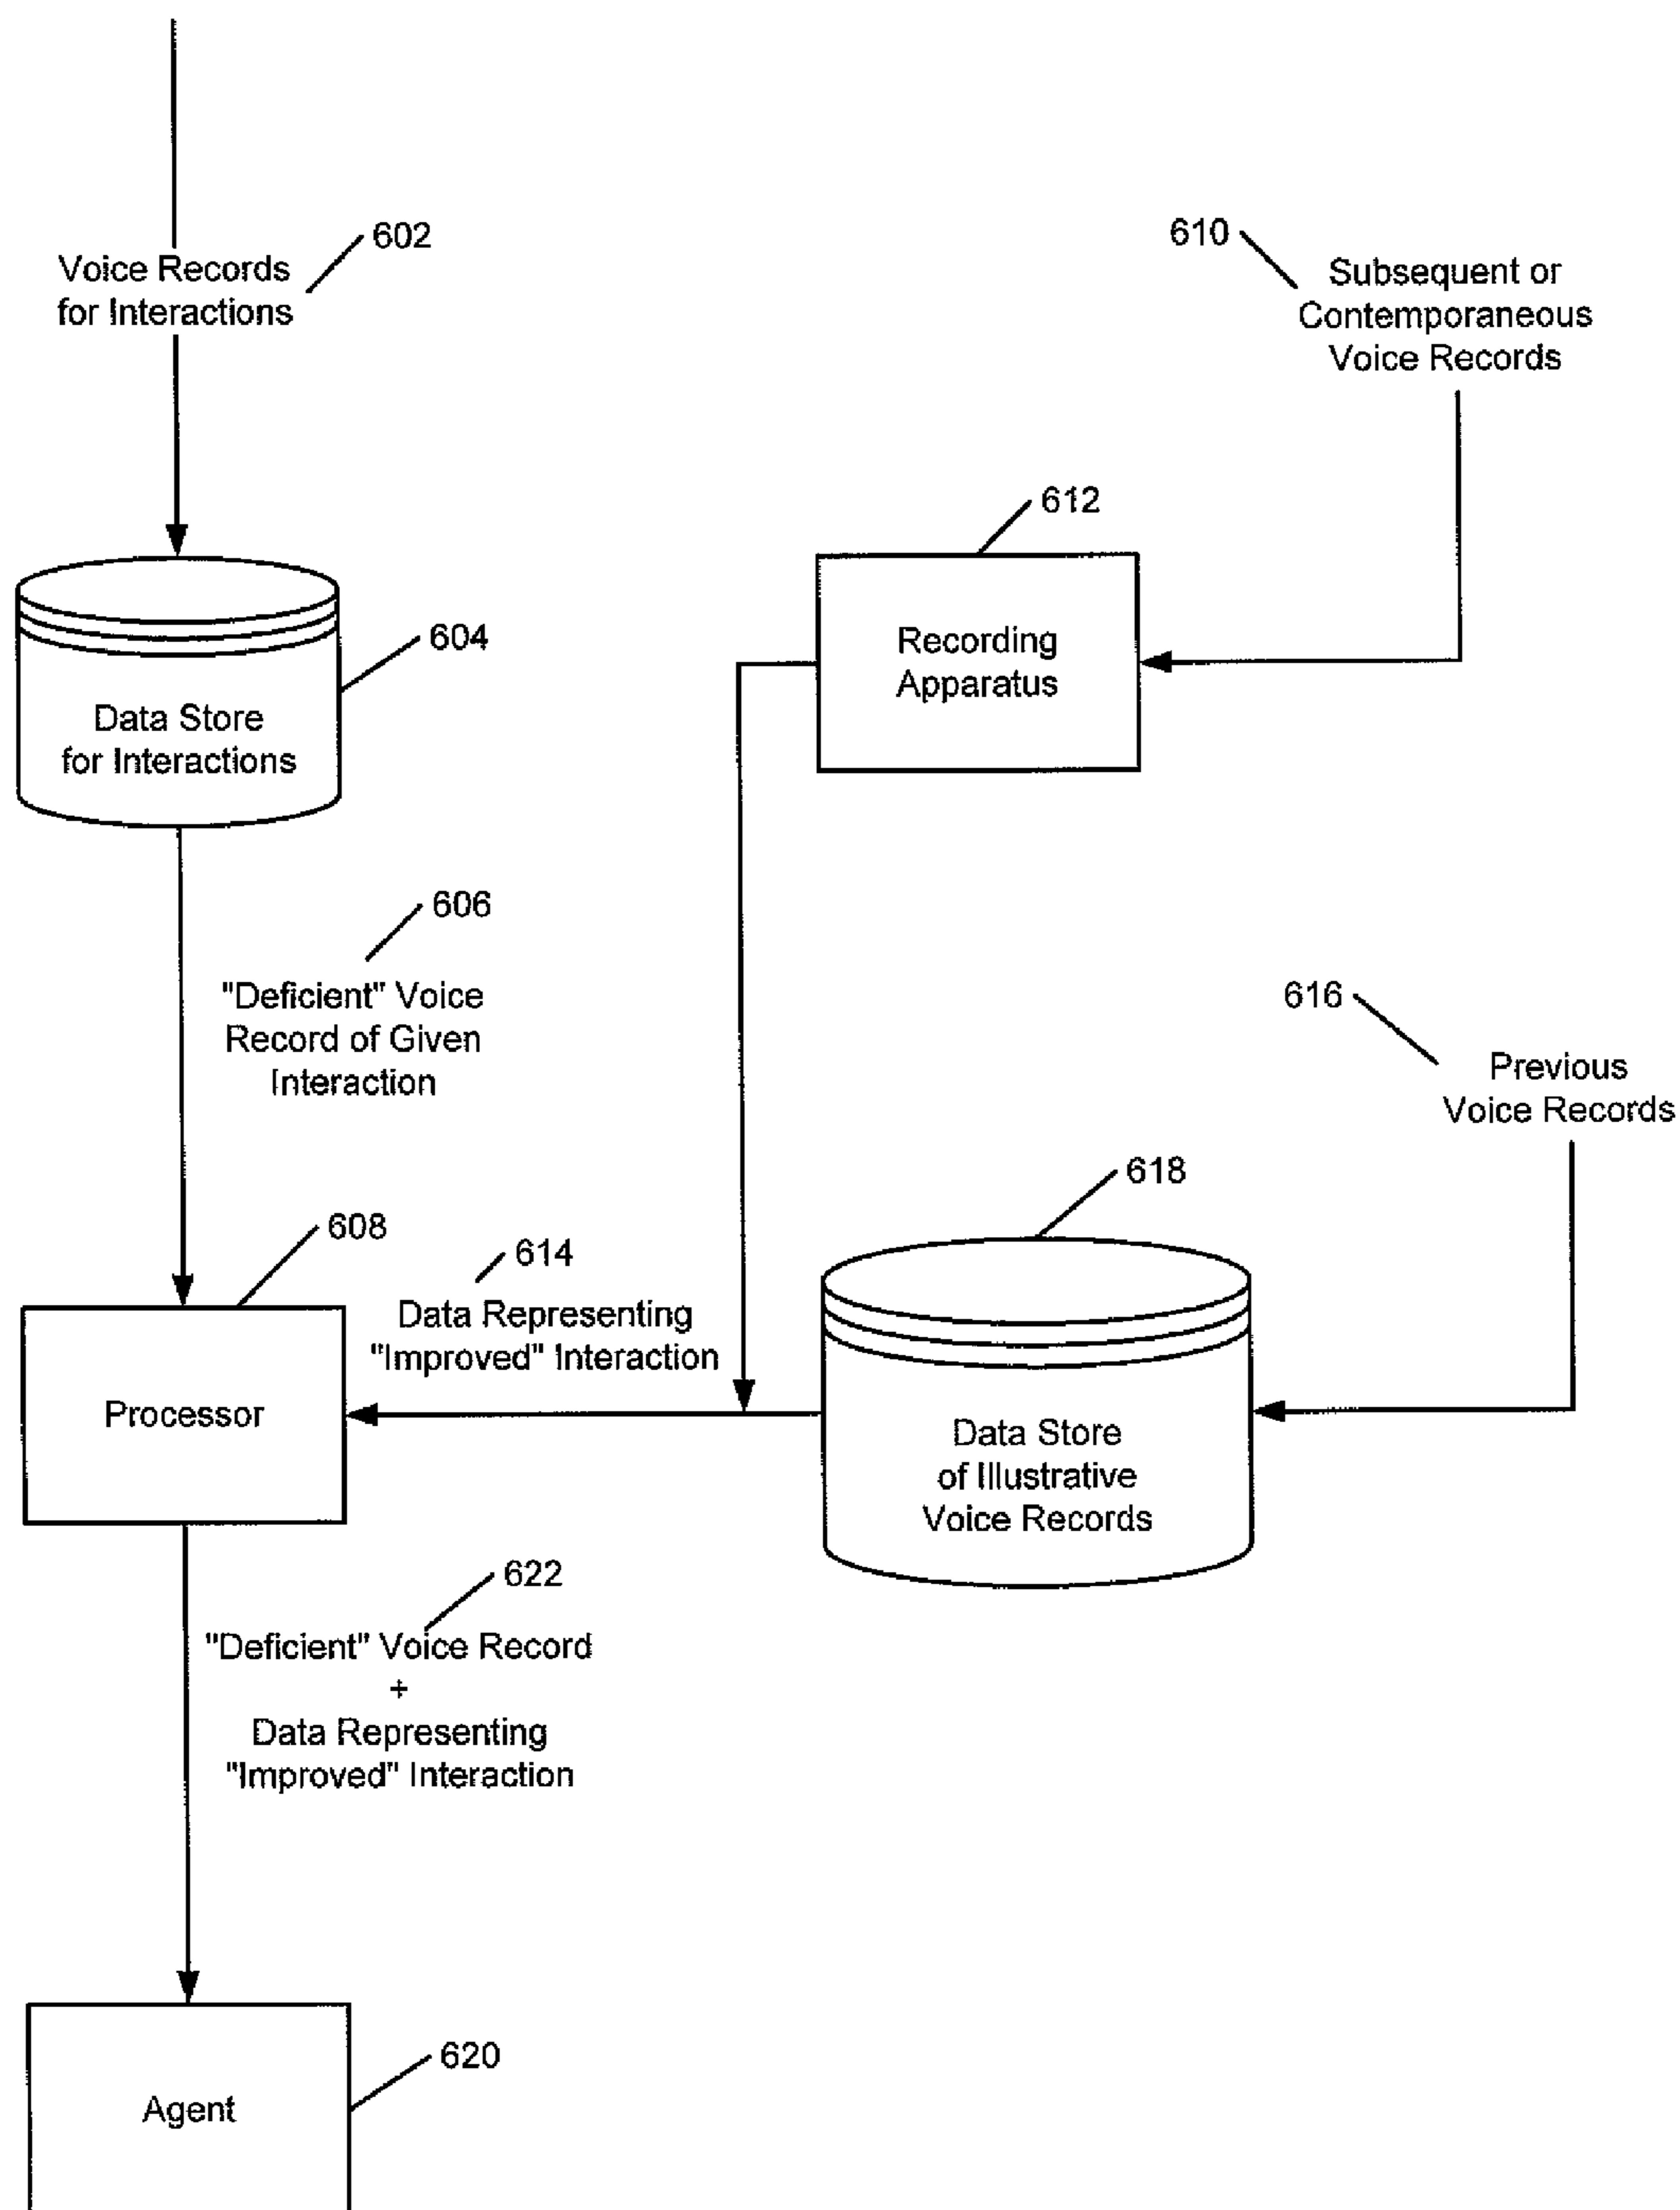 602
Voice Records
for Interactions
610
Subsequent or
Contemporaneous
Voice Records
612
Recording
Apparatus
604
Data Store
for Interactions
606
"Deficient" Voice
Record of Given
Interaction
616
Previous
Voice Records
618
608
614
Data Representing
"Improved" Interaction
Processor
Data Store
of Illustrative
Voice Records
622
"Deficient" Voice Record
+
Data Representing
"Improved" Interaction
620
Agent